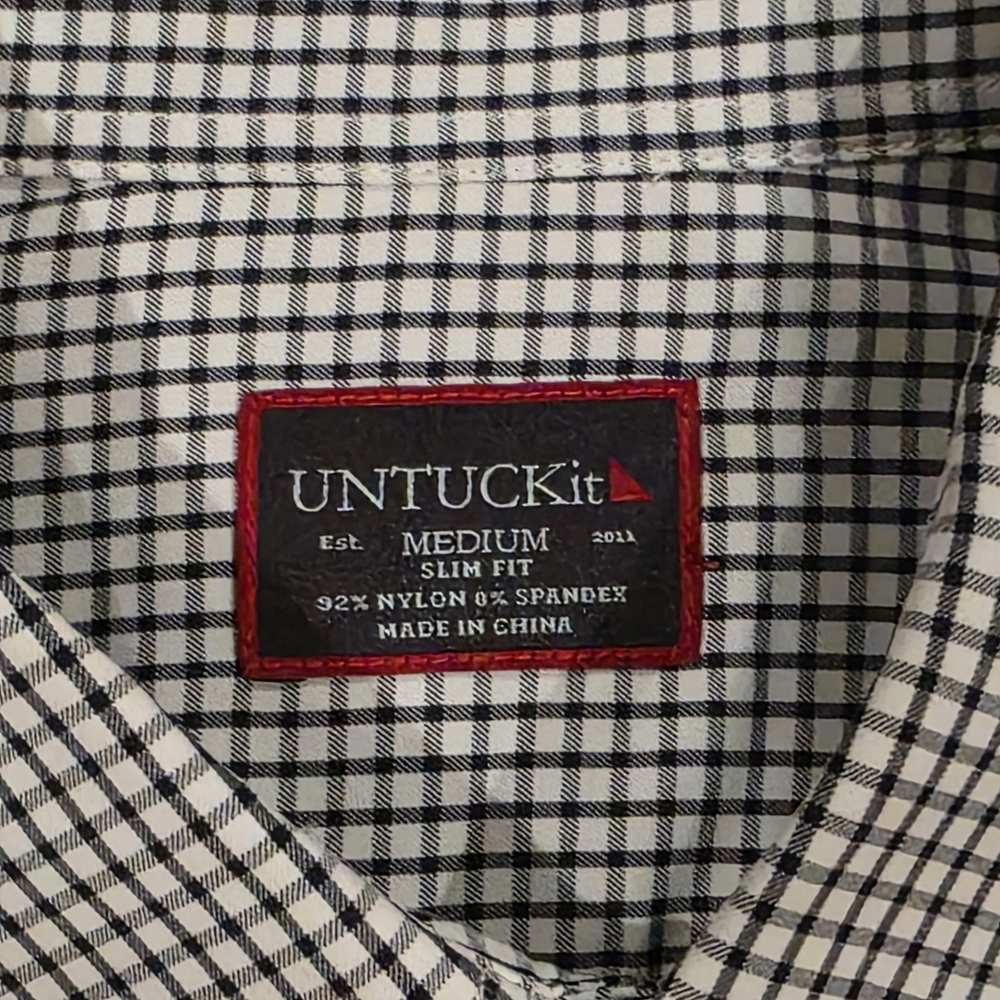 UNTUCKit
Est. MEDIUM 2011
SLIM FIT
92% NYLON 8% SPANDEX
MADE IN CHINA